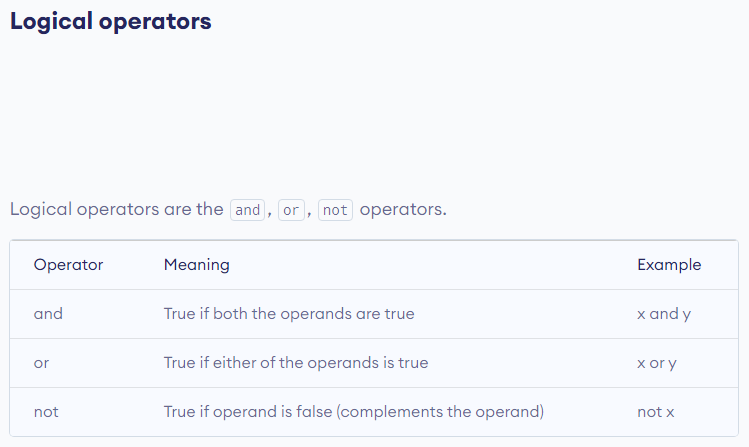 Logical operators
Logical operators are the and, or, not operators.
Operator Meaning Example
and True if both the operands are true x and y
or True if either of the operands is true x or y
not True if operand is false (complements the operand) not x